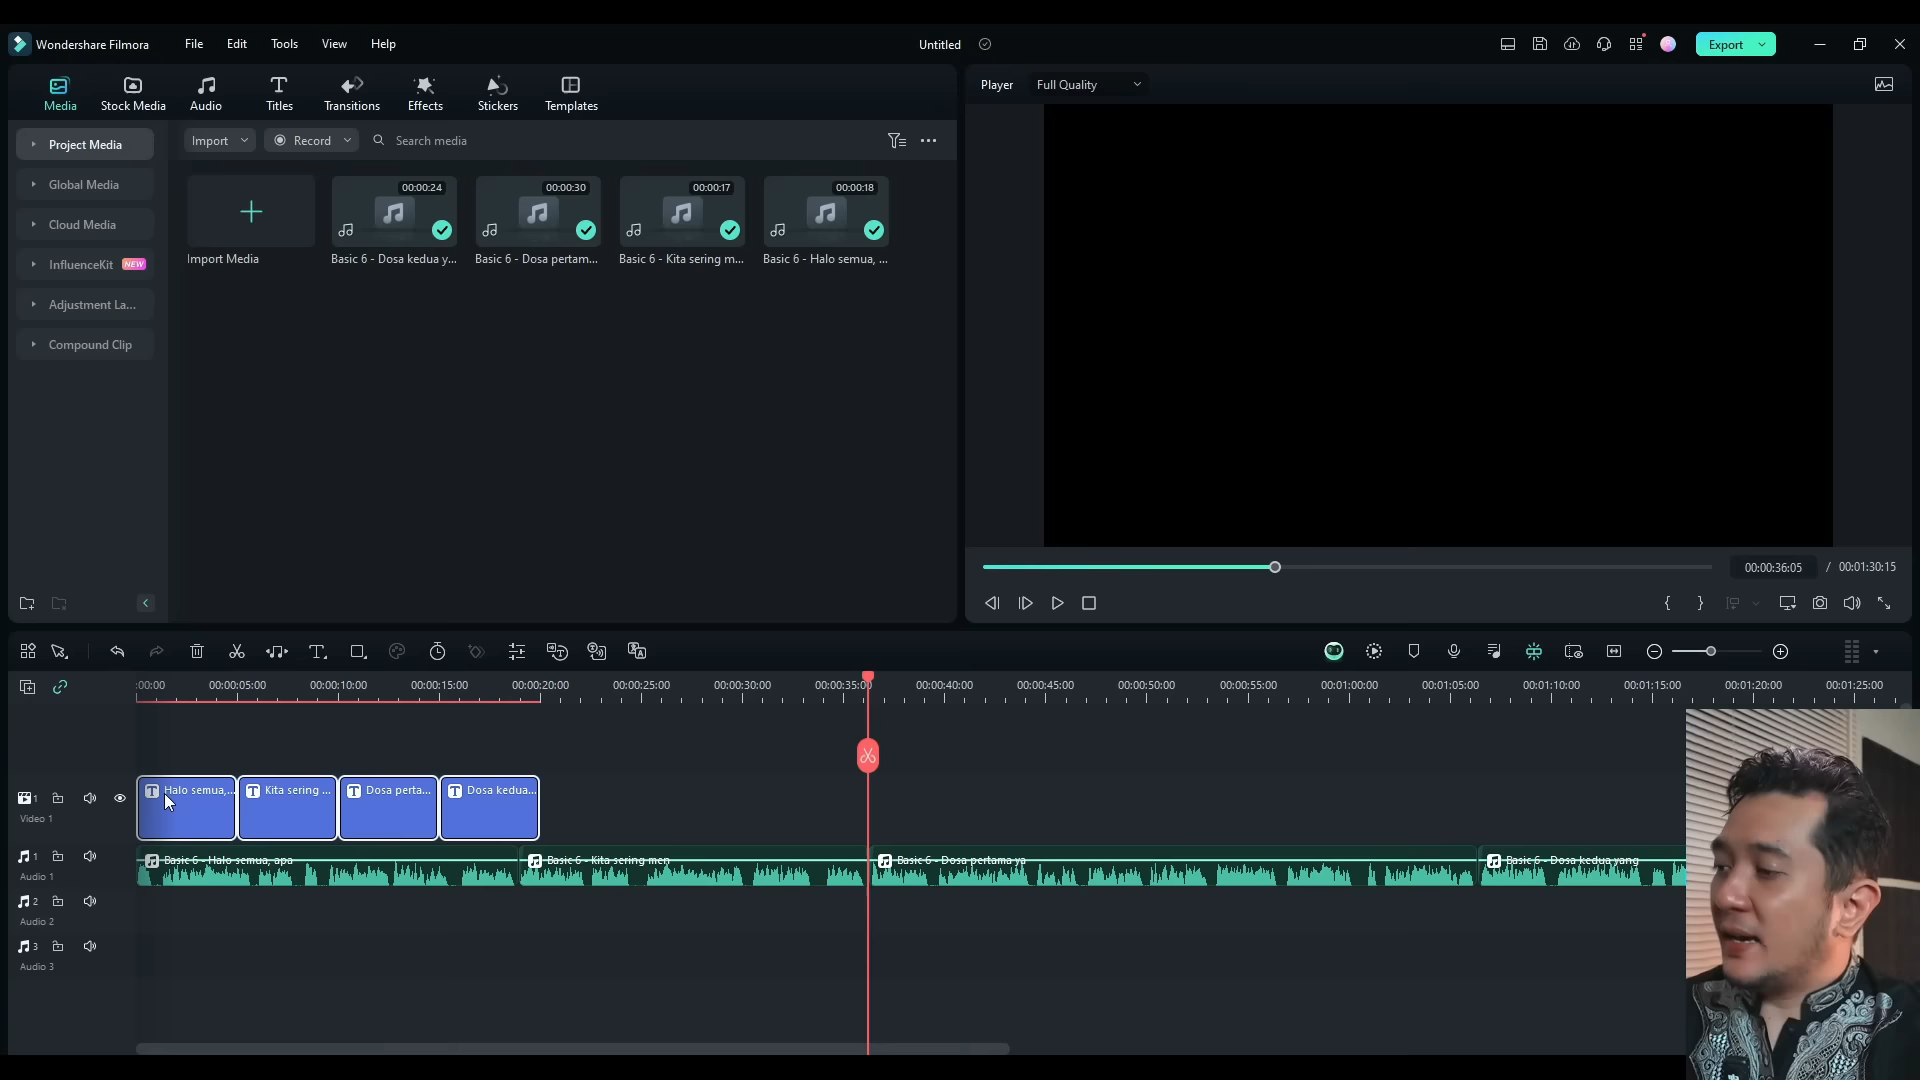 Wondershare Filmora
File
Edit
Tools
View
Help
Untitled
Export
Media
Stock Media
Audio
Titles
Transitions
Effects
Stickers
Templates
Player
Full Quality
Project Media
Global Media
Cloud Media
InfluenceKit NEW
Adjustment La...
Compound Clip
Import
Record
Search media
Import Media
00:00:24
Basic 6 - Dosa kedua y...
00:00:30
Basic 6 - Dosa pertam...
00:00:17
Basic 6 - Kita sering m...
00:00:18
Basic 6 - Halo semua, ...
00:00:36:05 / 00:01:30:15
:00:00 00:00:05:00 00:00:10:00 00:00:15:00 00:00:20:00 00:00:25:00 00:00:30:00 00:00:35:00 00:00:40:00 00:00:45:00 00:00:50:00 00:00:55:00 00:01:00:00 00:01:05:00 00:01:10:00 00:01:15:00 00:01:20:00 00:01:25:00
1
Video 1
T Halo semua,...
T Kita sering ...
T Dosa perta...
T Dosa kedua...
1
Audio 1
Basic 6 - Halo semua, apa
Basic 6 - Kita sering men
Basic 6 - Dosa pertama ya
Basic 6 - Dosa kedua yang
2
Audio 2
3
Audio 3